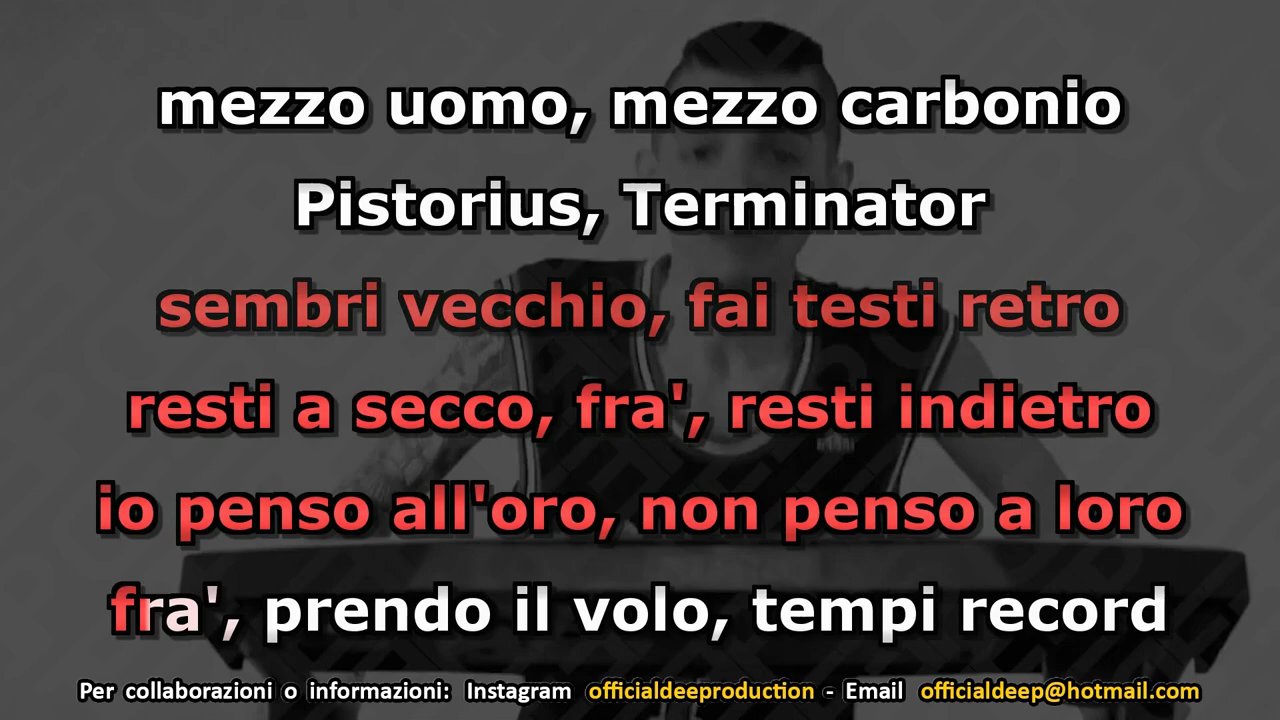 mezzo uomo, mezzo carbonio
Pistorius, Terminator
sembri vecchio, fai testi retro
resti a secco, fra', resti indietro
io penso all'oro, non penso a loro
fra', prendo il volo, tempi record
Per collaborazioni o informazioni: Instagram officialdeeproduction - Email officialdeep@hotmail.com